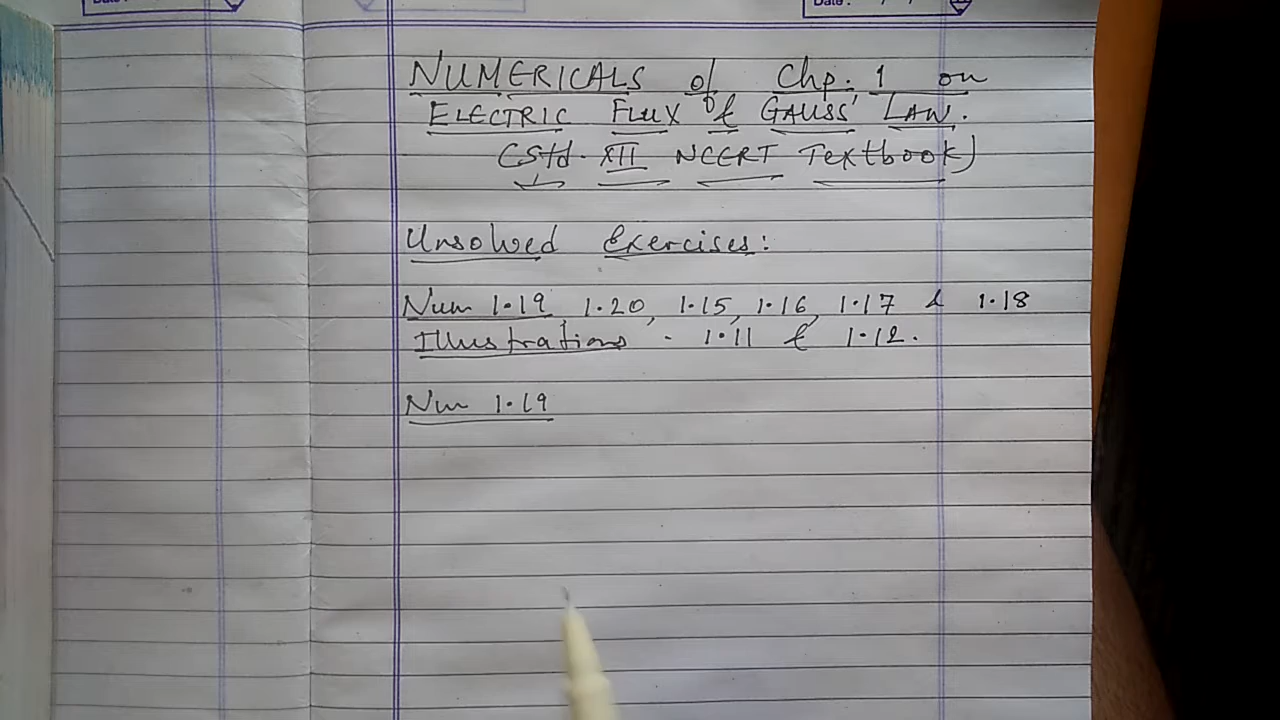 Date :
NUMERICALS of Chp. 1 on
ELECTRIC FLUX & GAUSS' LAW.
(Std. XII NCERT Textbook)
Unsolved Exercises:
Num 1.19, 1.20, 1.15, 1.16, 1.17 & 1.18
Illustrations - 1.11 & 1.12.
Num 1.19